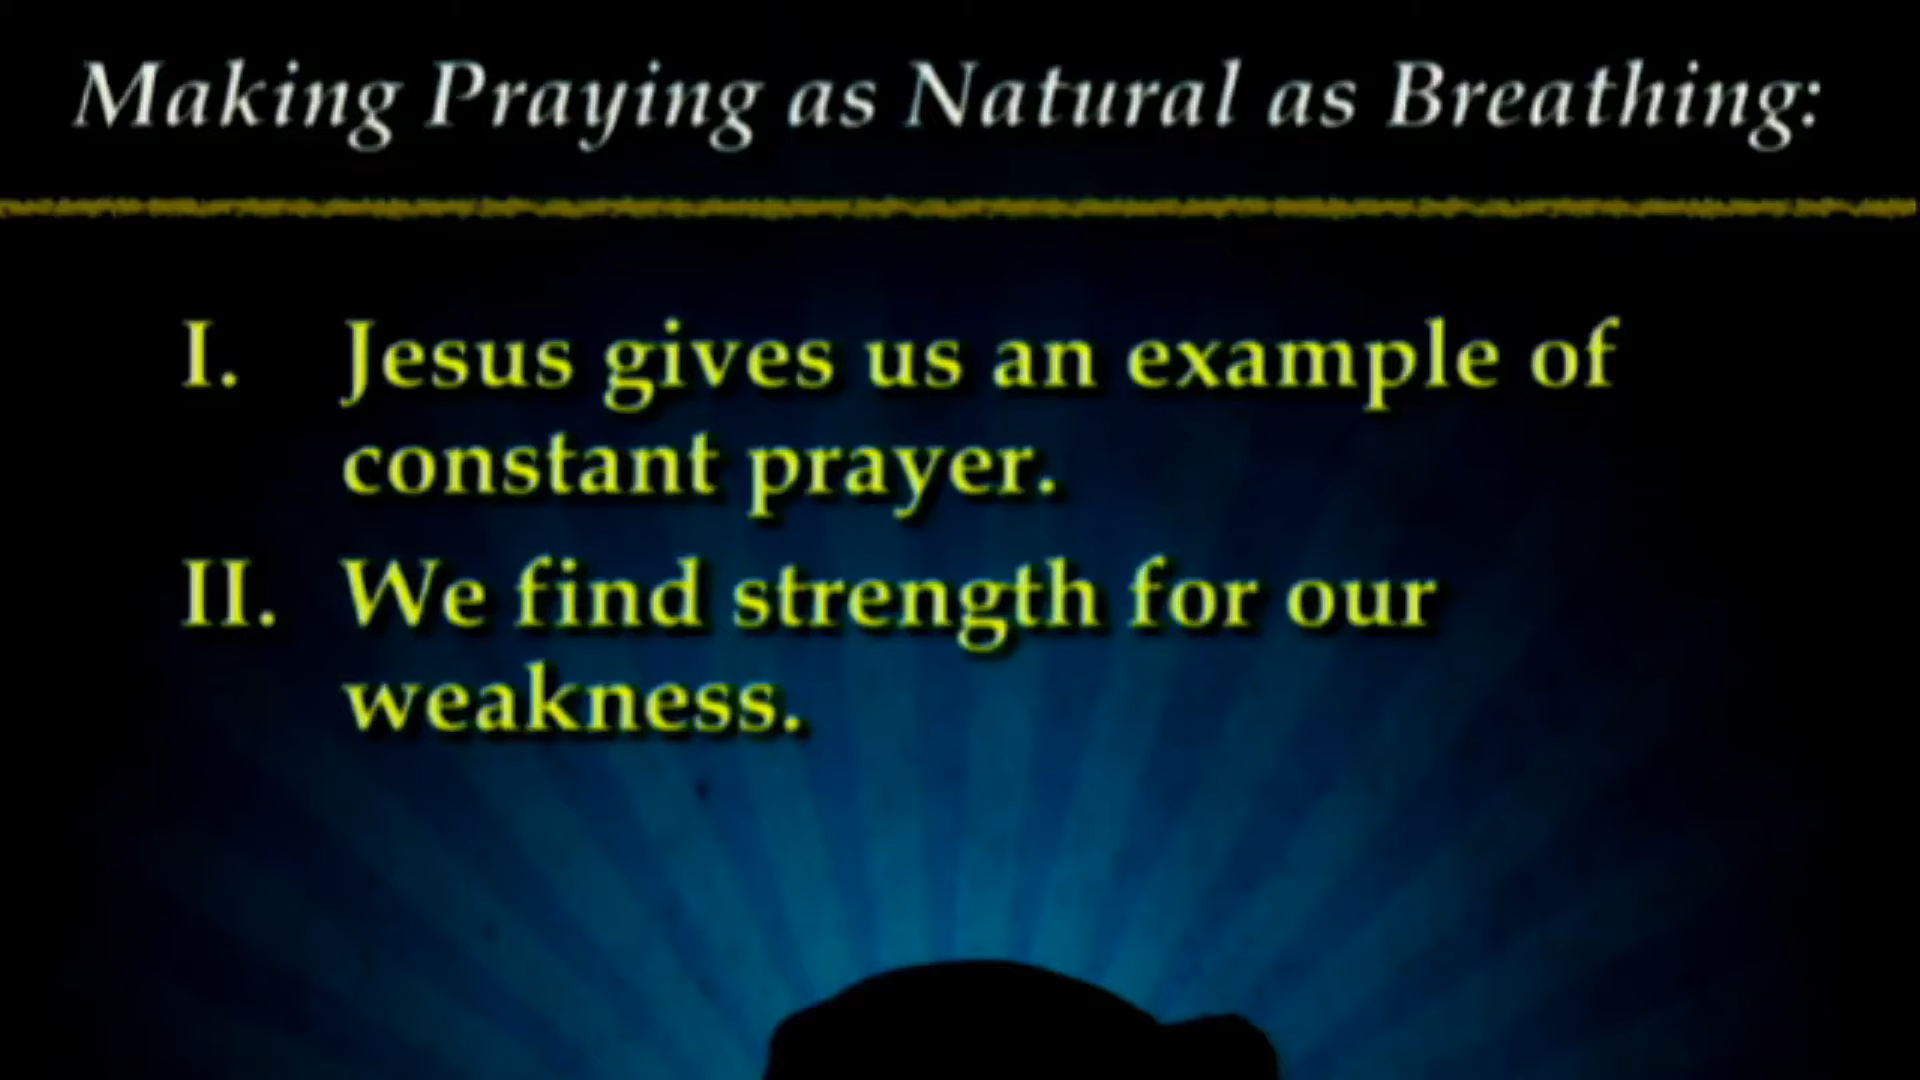 Making Praying as Natural as Breathing:
I. Jesus gives us an example of
constant prayer.
II. We find strength for our
weakness.